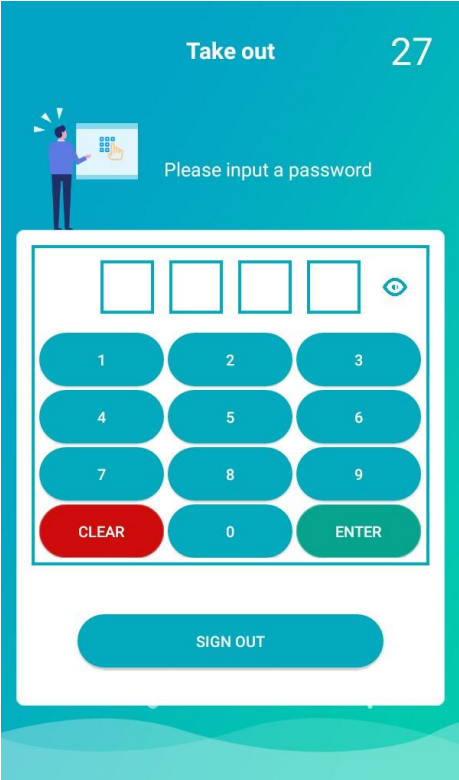 Take out 27
Please input a password
1 2 3
4 5 6
7 8 9
CLEAR 0 ENTER
SIGN OUT